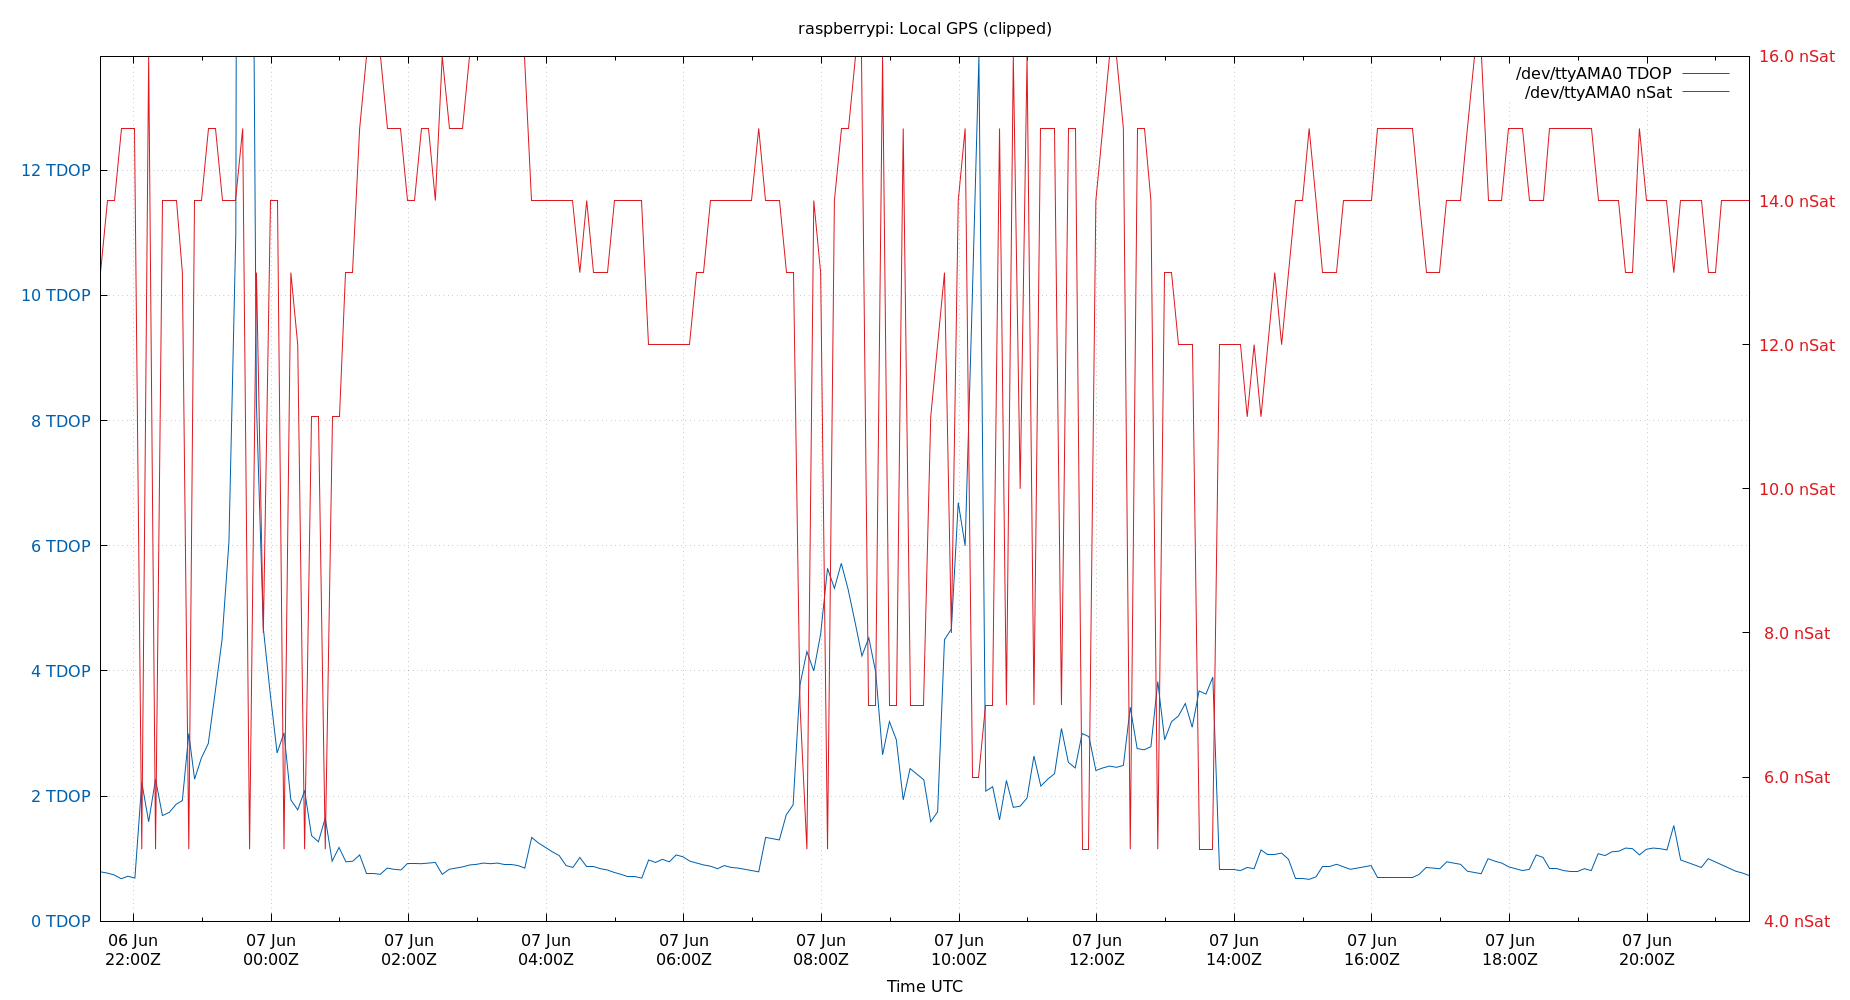 raspberrypi: Local GPS (clipped)
/dev/ttyAMA0 TDOP
/dev/ttyAMA0 nSat
12 TDOP
10 TDOP
8 TDOP
6 TDOP
4 TDOP
2 TDOP
0 TDOP
16.0 nSat
14.0 nSat
12.0 nSat
10.0 nSat
8.0 nSat
6.0 nSat
4.0 nSat
06 Jun
22:00Z
07 Jun
00:00Z
07 Jun
02:00Z
07 Jun
04:00Z
07 Jun
06:00Z
07 Jun
08:00Z
07 Jun
10:00Z
07 Jun
12:00Z
07 Jun
14:00Z
07 Jun
16:00Z
07 Jun
18:00Z
07 Jun
20:00Z
Time UTC